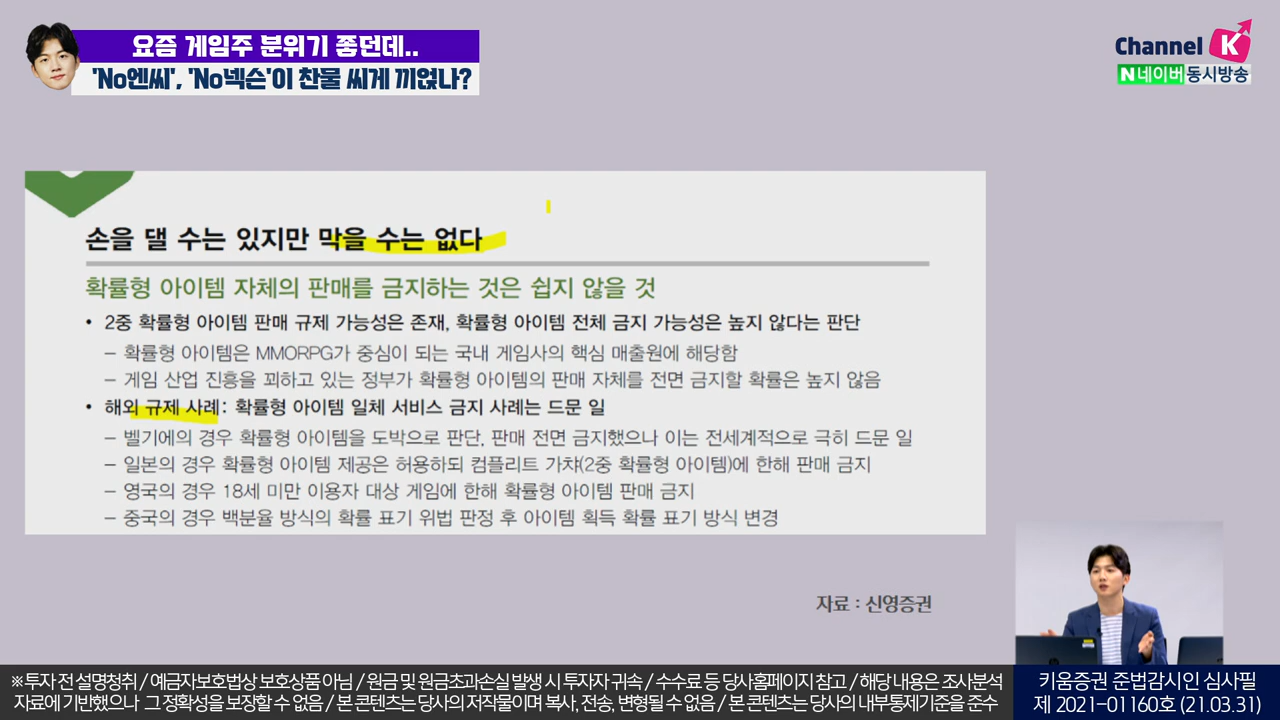 요즘 게임주 분위기 좋던데..
'No엔씨', 'No넥슨'이 찬물 씨게 끼얹나?
Channel K
N 네이버 동시방송
손을 댈 수는 있지만 막을 수는 없다
확률형 아이템 자체의 판매를 금지하는 것은 쉽지 않을 것
• 2중 확률형 아이템 판매 규제 가능성은 존재, 확률형 아이템 전체 금지 가능성은 높지 않다는 판단
– 확률형 아이템은 MMORPG가 중심이 되는 국내 게임사의 핵심 매출원에 해당함
– 게임 산업 진흥을 꾀하고 있는 정부가 확률형 아이템의 판매 자체를 전면 금지할 확률은 높지 않음
• 해외 규제 사례: 확률형 아이템 일체 서비스 금지 사례는 드문 일
– 벨기에의 경우 확률형 아이템을 도박으로 판단, 판매 전면 금지했으나 이는 전세계적으로 극히 드문 일
– 일본의 경우 확률형 아이템 제공은 허용하되 컴플리트 가챠(2중 확률형 아이템)에 한해 판매 금지
– 영국의 경우 18세 미만 이용자 대상 게임에 한해 확률형 아이템 판매 금지
– 중국의 경우 백분율 방식의 확률 표기 위법 판정 후 아이템 획득 확률 표기 방식 변경
자료 : 신영증권
※투자 전 설명청취 / 예금자보호법상 보호상품 아님 / 원금 및 원금초과손실 발생 시 투자자 귀속 / 수수료 등 당사홈페이지 참고 / 해당 내용은 조사분석
자료에 기반했으나 그 정확성을 보장할 수 없음 / 본 콘텐츠는 당사의 저작물이며 복사, 전송, 변형될 수 없음 / 본 콘텐츠는 당사의 내부통제기준을 준수
키움증권 준법감시인 심사필
제 2021-01160호 (21.03.31)